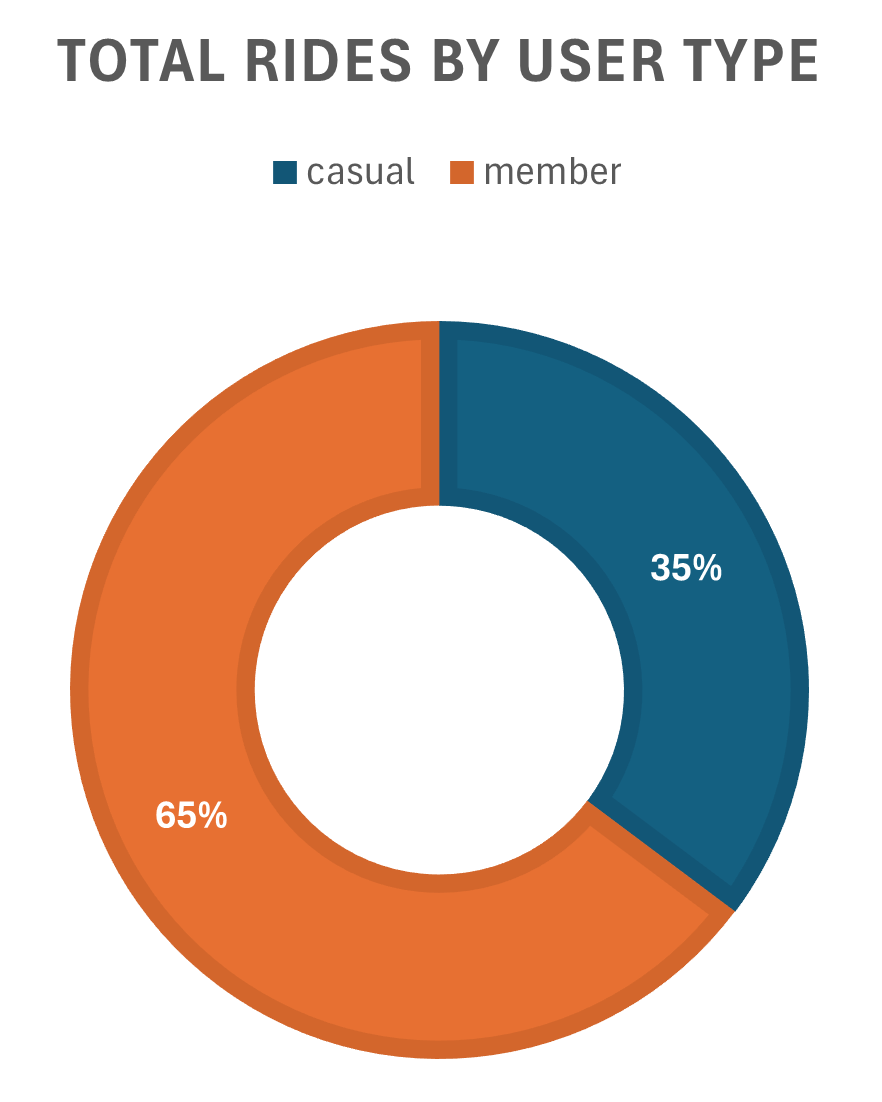 TOTAL RIDES BY USER TYPE
casual member
35%
65%